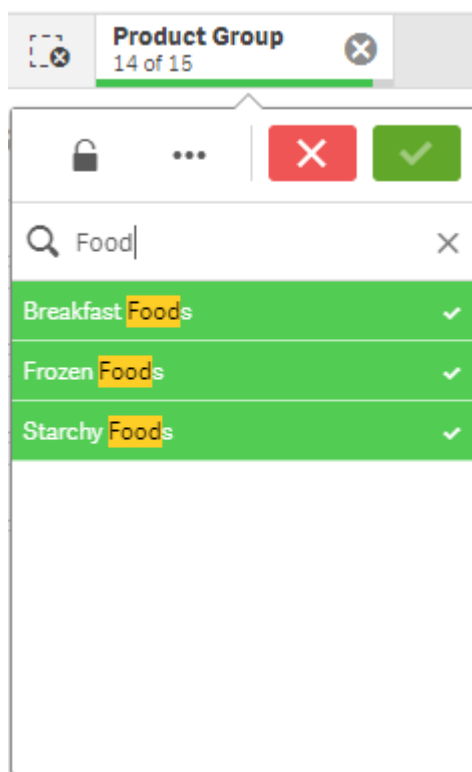 Product Group
14 of 15
Food
Breakfast Foods
Frozen Foods
Starchy Foods